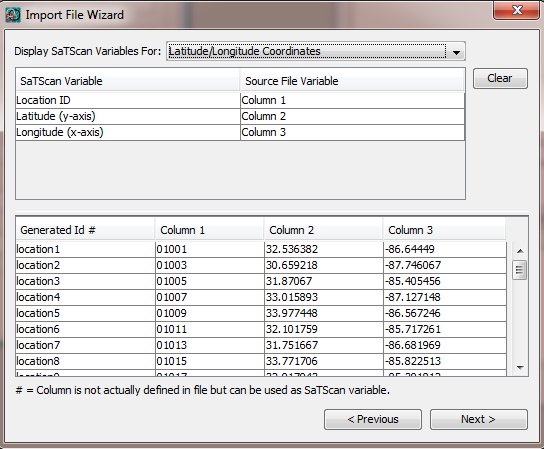 Import File Wizard
Display SaTScan Variables For: Latitude/Longitude Coordinates
Clear
SaTScan Variable Source File Variable
Location ID Column 1
Latitude (y-axis) Column 2
Longitude (x-axis) Column 3
Generated Id # Column 1 Column 2 Column 3
location1 01001 32.536382 -86.64449
location2 01003 30.659218 -87.746067
location3 01005 31.87067 -85.405456
location4 01007 33.015893 -87.127148
location5 01009 33.977448 -86.567246
location6 01011 32.101759 -85.717261
location7 01013 31.751667 -86.681969
location8 01015 33.771706 -85.822513
# = Column is not actually defined in file but can be used as SaTScan variable.
< Previous Next >